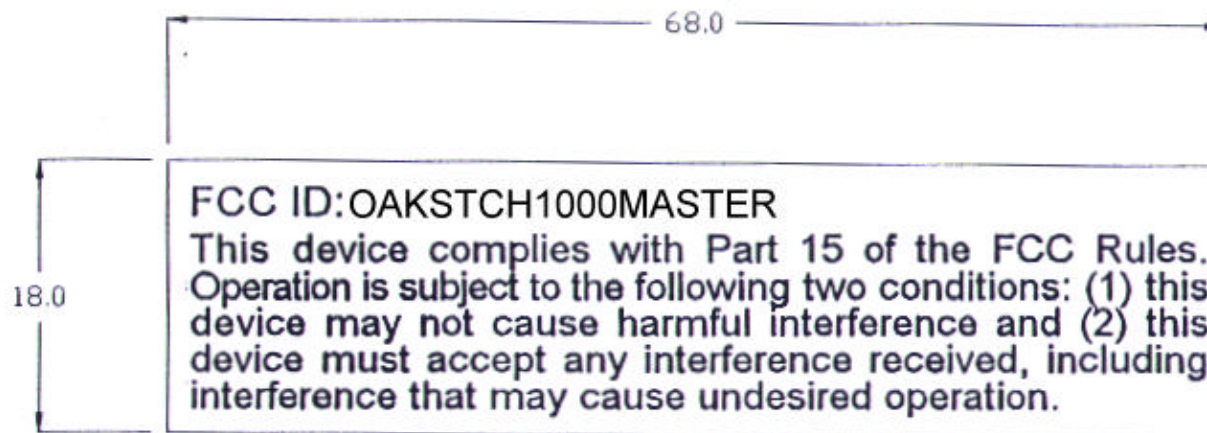 68.0
18.0
FCC ID:OAKSTCH1000MASTER
This device complies with Part 15 of the FCC Rules.
Operation is subject to the following two conditions: (1) this
device may not cause harmful interference and (2) this
device must accept any interference received, including
interference that may cause undesired operation.